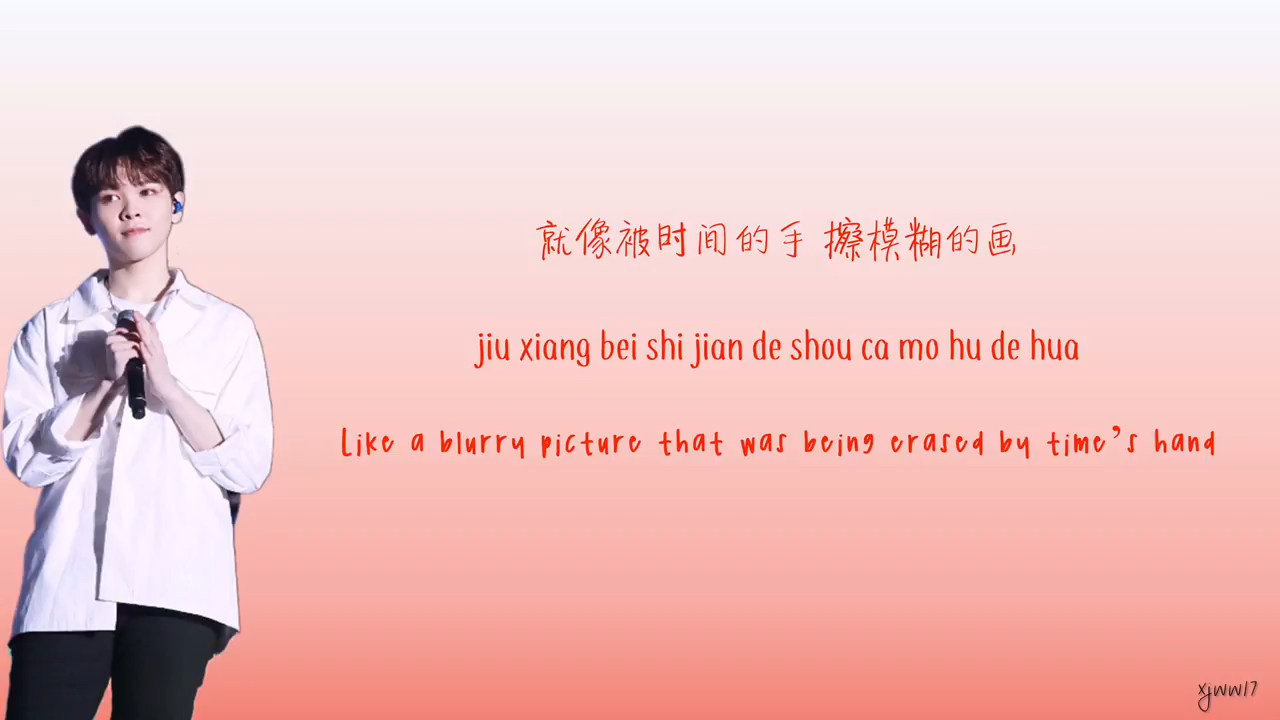 就像被时间的手 擦模糊的画
jiu xiang bei shi jian de shou ca mo hu de hua
Like a blurry picture that was being erased by time's hand
xjww17